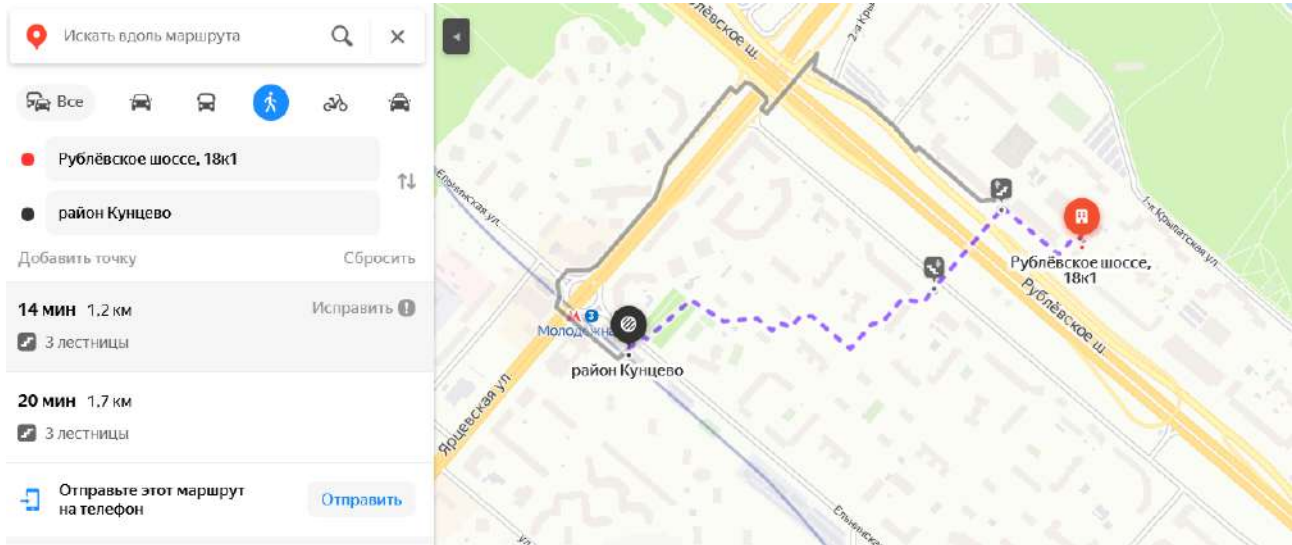 Искать вдоль маршрута
Все
Рублёвское шоссе, 18к1
район Кунцево
Добавить точку
Сбросить
14 мин 1,2 км
Исправить
3 лестницы
20 мин 1,7 км
3 лестницы
Отправьте этот маршрут
на телефон
Отправить
Рублёвское ш.
2-я Кры
Ельнинская ул.
1-я Крылатская ул.
Рублёвское шоссе,
18к1
Рублёвское ш.
3
район Кунцево
Ярцевская ул.